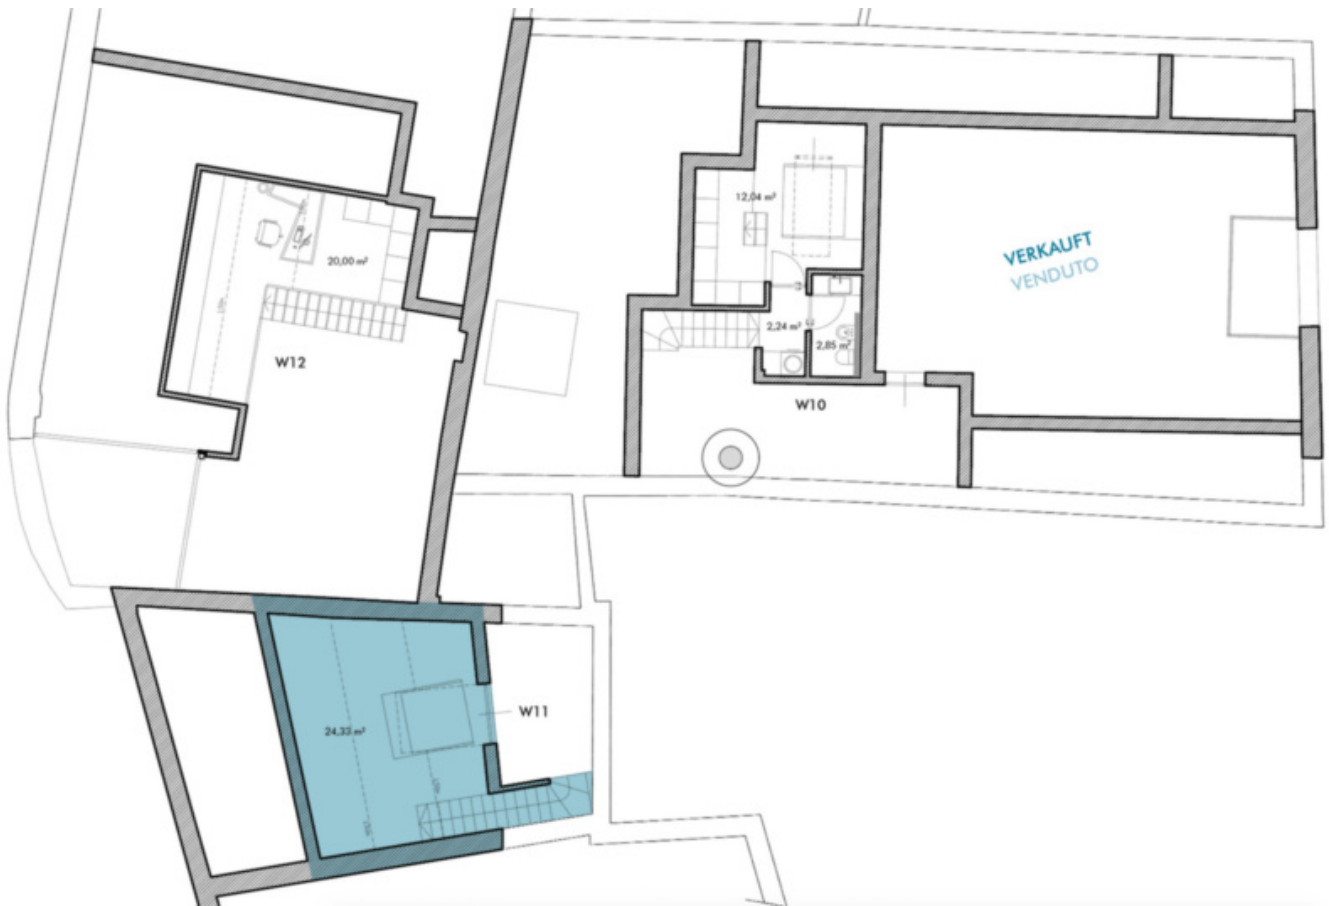 12,04 m²
VERKAUFT
VENDUTO
20,00 m²
2,24 m²
2,85 m²
W12
W10
W11
24,33 m²